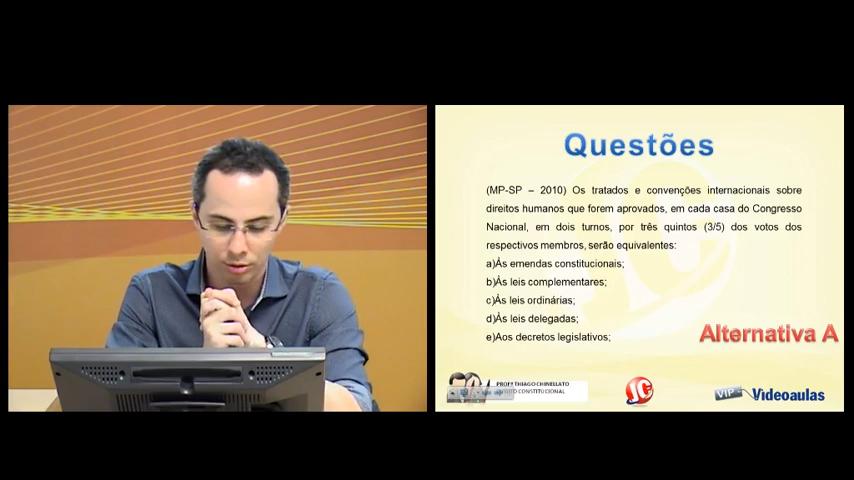 Questões
(MP-SP – 2010) Os tratados e convenções internacionais sobre
direitos humanos que forem aprovados, em cada casa do Congresso
Nacional, em dois turnos, por três quintos (3/5) dos votos dos
respectivos membros, serão equivalentes:
a)Às emendas constitucionais;
b)Às leis complementares;
c)Às leis ordinárias;
d)Às leis delegadas;
e)Aos decretos legislativos;
Alternativa A
PROFº THIAGO CHINELLATO
CONSTITUCIONAL
JC
VIP Videoaulas